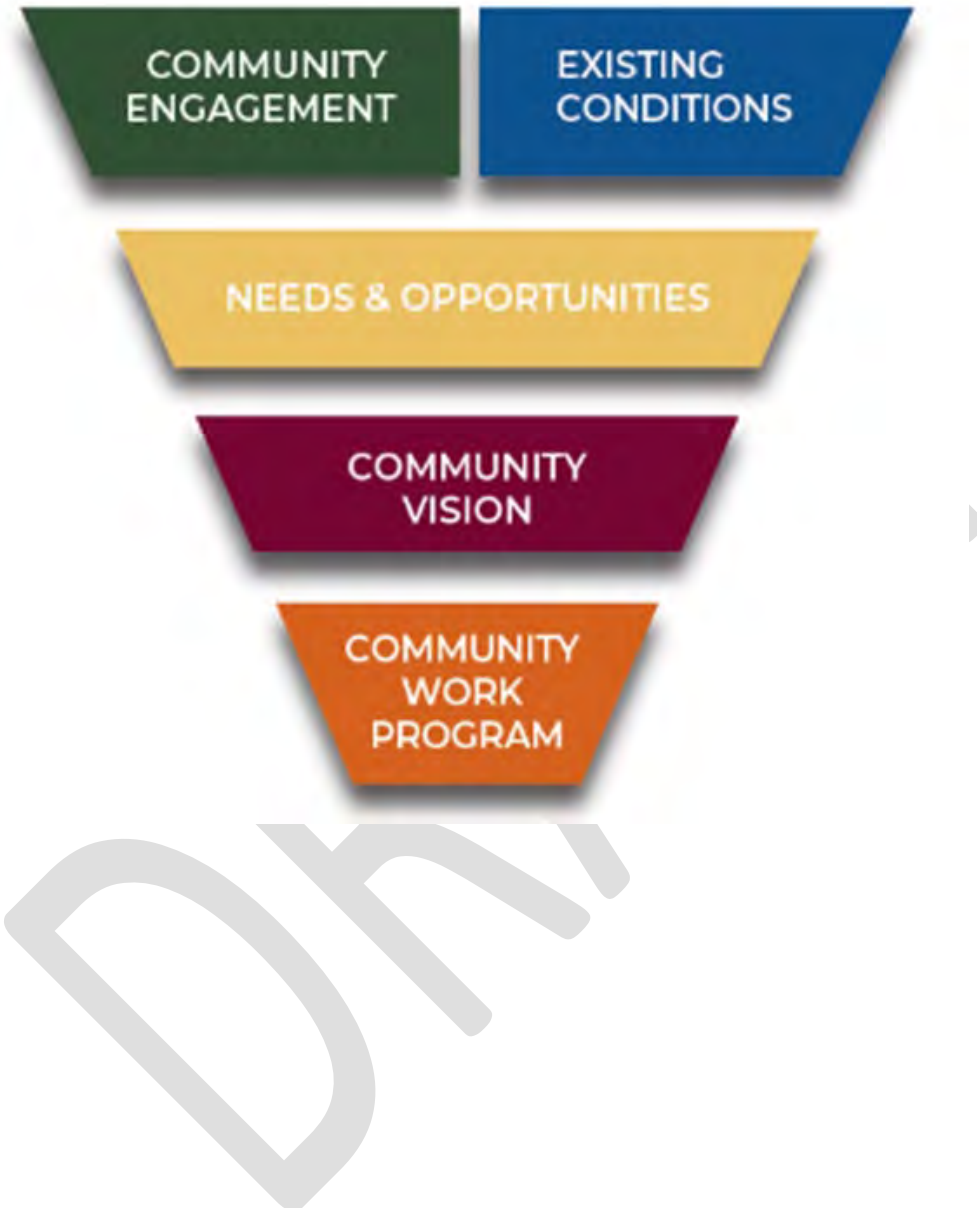 COMMUNITY
ENGAGEMENT
EXISTING
CONDITIONS
NEEDS & OPPORTUNITIES
COMMUNITY
VISION
COMMUNITY
WORK
PROGRAM